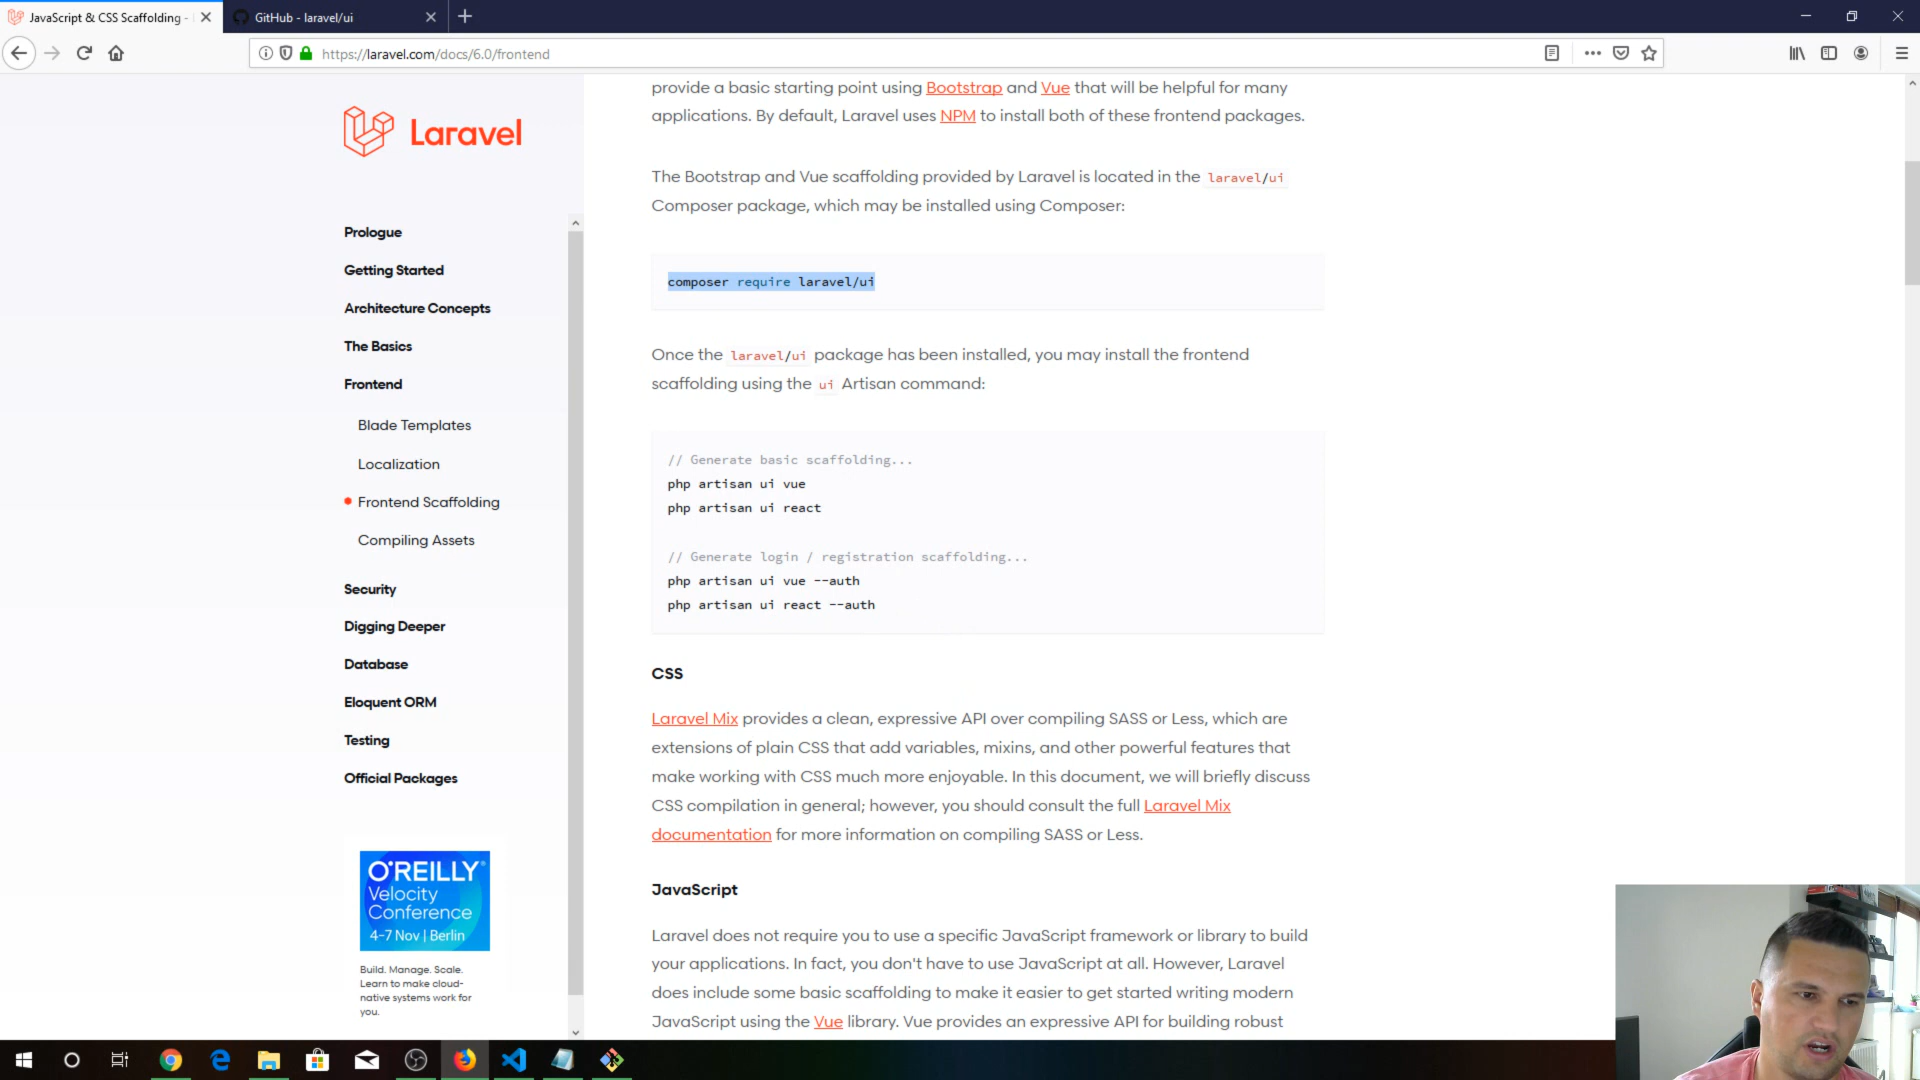 JavaScript & CSS Scaffolding -
GitHub - laravel/ui
https://laravel.com/docs/6.0/frontend
Laravel
Prologue
Getting Started
Architecture Concepts
The Basics
Frontend
Blade Templates
Localization
Frontend Scaffolding
Compiling Assets
Security
Digging Deeper
Database
Eloquent ORM
Testing
Official Packages
O'REILLY®
Velocity
Conference
4-7 Nov | Berlin
Build. Manage. Scale.
Learn to make cloud-
native systems work for
you.
provide a basic starting point using Bootstrap and Vue that will be helpful for many
applications. By default, Laravel uses NPM to install both of these frontend packages.
The Bootstrap and Vue scaffolding provided by Laravel is located in the laravel/ui
Composer package, which may be installed using Composer:
composer require laravel/ui
Once the laravel/ui package has been installed, you may install the frontend
scaffolding using the ui Artisan command:
// Generate basic scaffolding...
php artisan ui vue
php artisan ui react
// Generate login / registration scaffolding...
php artisan ui vue --auth
php artisan ui react --auth
CSS
Laravel Mix provides a clean, expressive API over compiling SASS or Less, which are
extensions of plain CSS that add variables, mixins, and other powerful features that
make working with CSS much more enjoyable. In this document, we will briefly discuss
CSS compilation in general; however, you should consult the full Laravel Mix
documentation for more information on compiling SASS or Less.
JavaScript
Laravel does not require you to use a specific JavaScript framework or library to build
your applications. In fact, you don't have to use JavaScript at all. However, Laravel
does include some basic scaffolding to make it easier to get started writing modern
JavaScript using the Vue library. Vue provides an expressive API for building robust